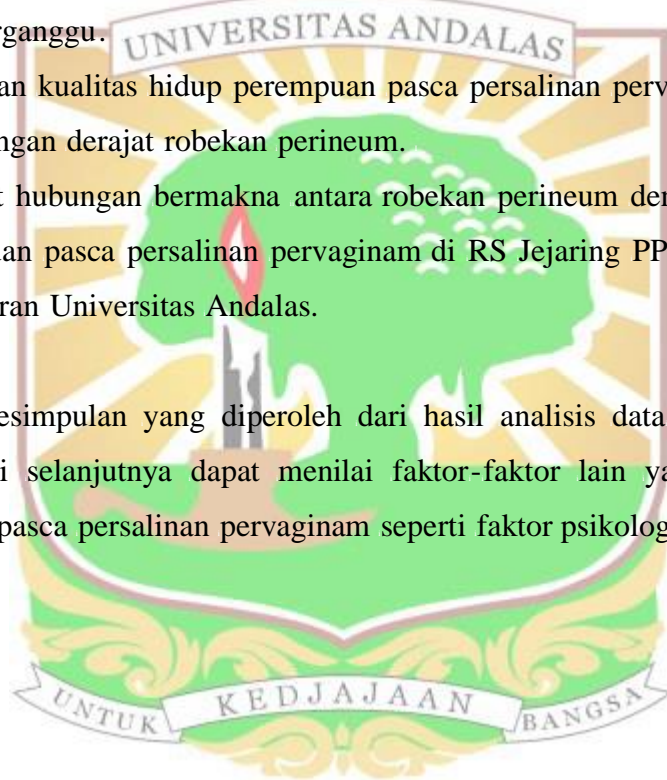 rganggu.
UNIVERSITAS ANDALAS
an kualitas hidup perempuan pasca persalinan perv
ngan derajat robekan perineum.
t hubungan bermakna antara robekan perineum der
an pasca persalinan pervaginam di RS Jejaring PP
ran Universitas Andalas.
esimpulan yang diperoleh dari hasil analisis data
i selanjutnya dapat menilai faktor-faktor lain ya
pasca persalinan pervaginam seperti faktor psikolog
UNTUK KEDJAJAAN BANGSA